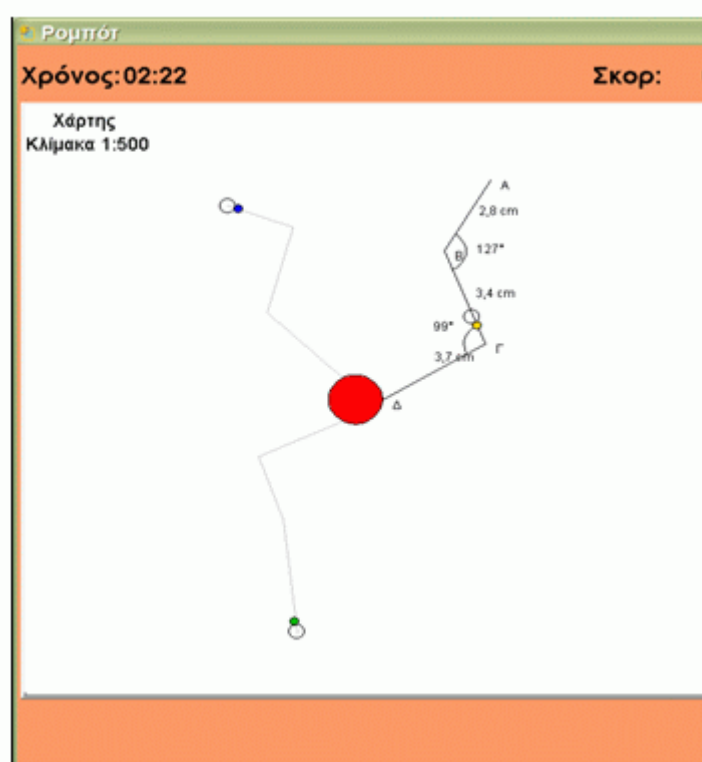 Ρομπότ
Χρόνος:02:22 Σκορ:
Χάρτης
Κλίμακα 1:500
Α
2,8 cm
Β 127°
3,4 cm
99°
Γ
3,7 cm
Δ